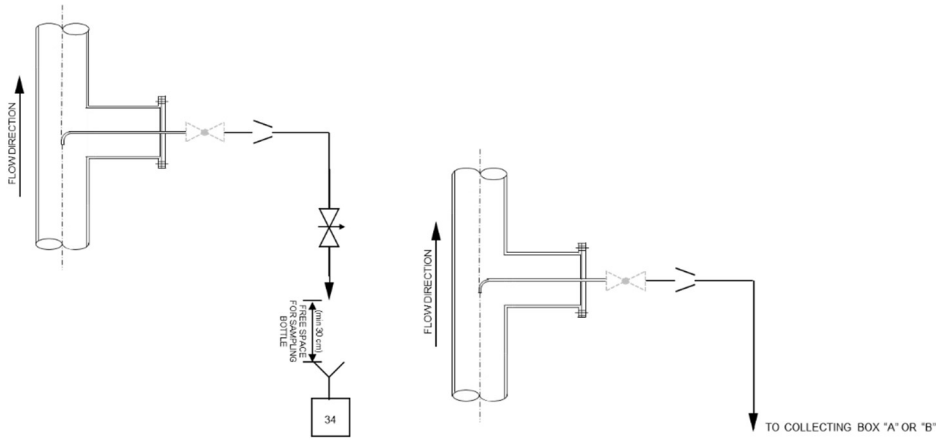 FLOW DIRECTION
(min 30 cm)
FREE SPACE
FOR SAMPLING
BOTTLE
34
FLOW DIRECTION
TO COLLECTING BOX "A" OR "B"